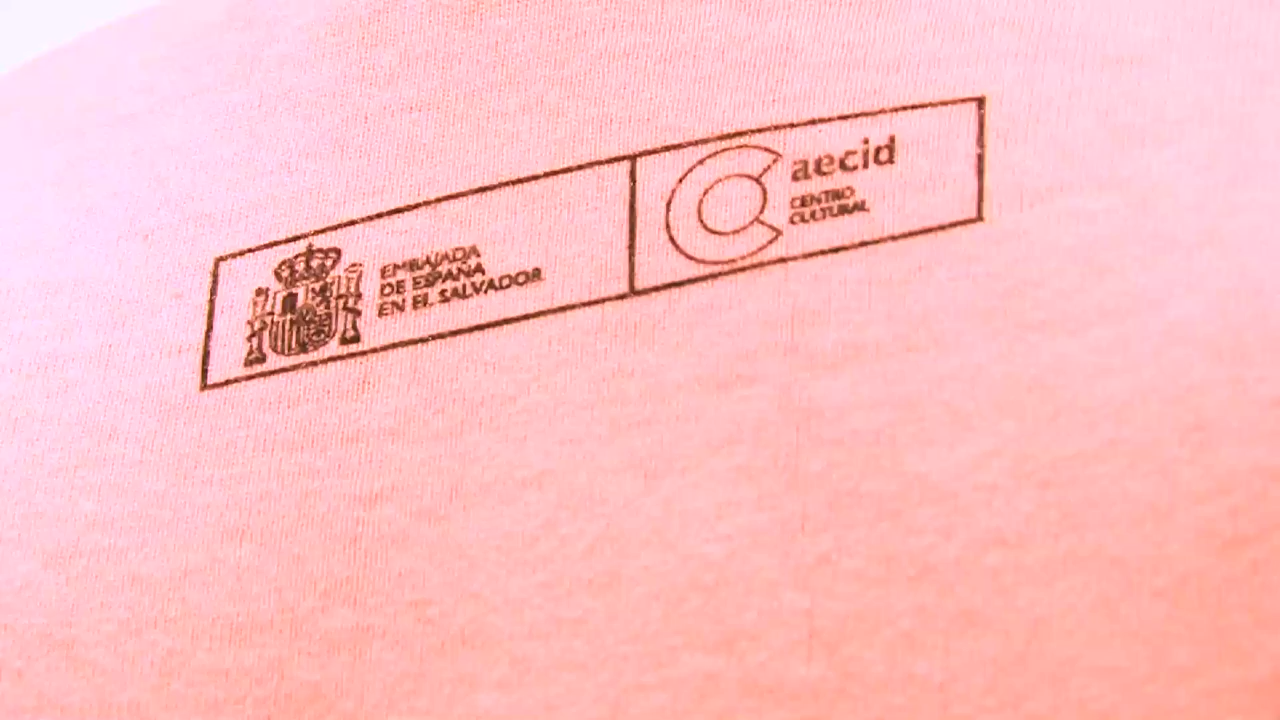 EMBAJADA
DE ESPAÑA
EN EL SALVADOR
aecid
CENTRO
CULTURAL